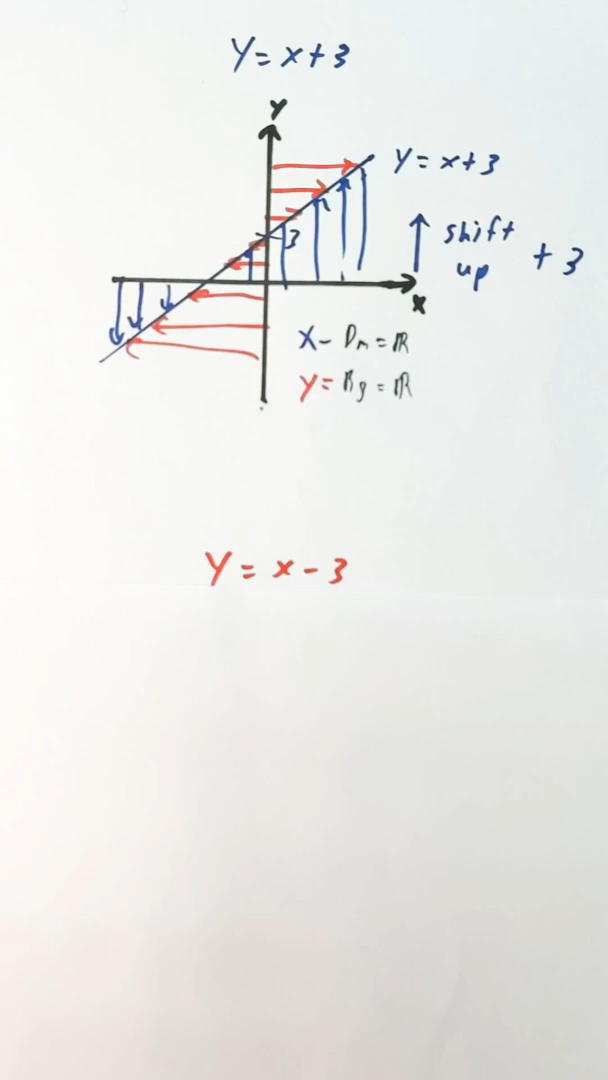 Y = x + 3
Y
Y = x + 3
3
shift
up + 3
x
X - Dm = ℝ
Y = Rg = ℝ
Y = x - 3